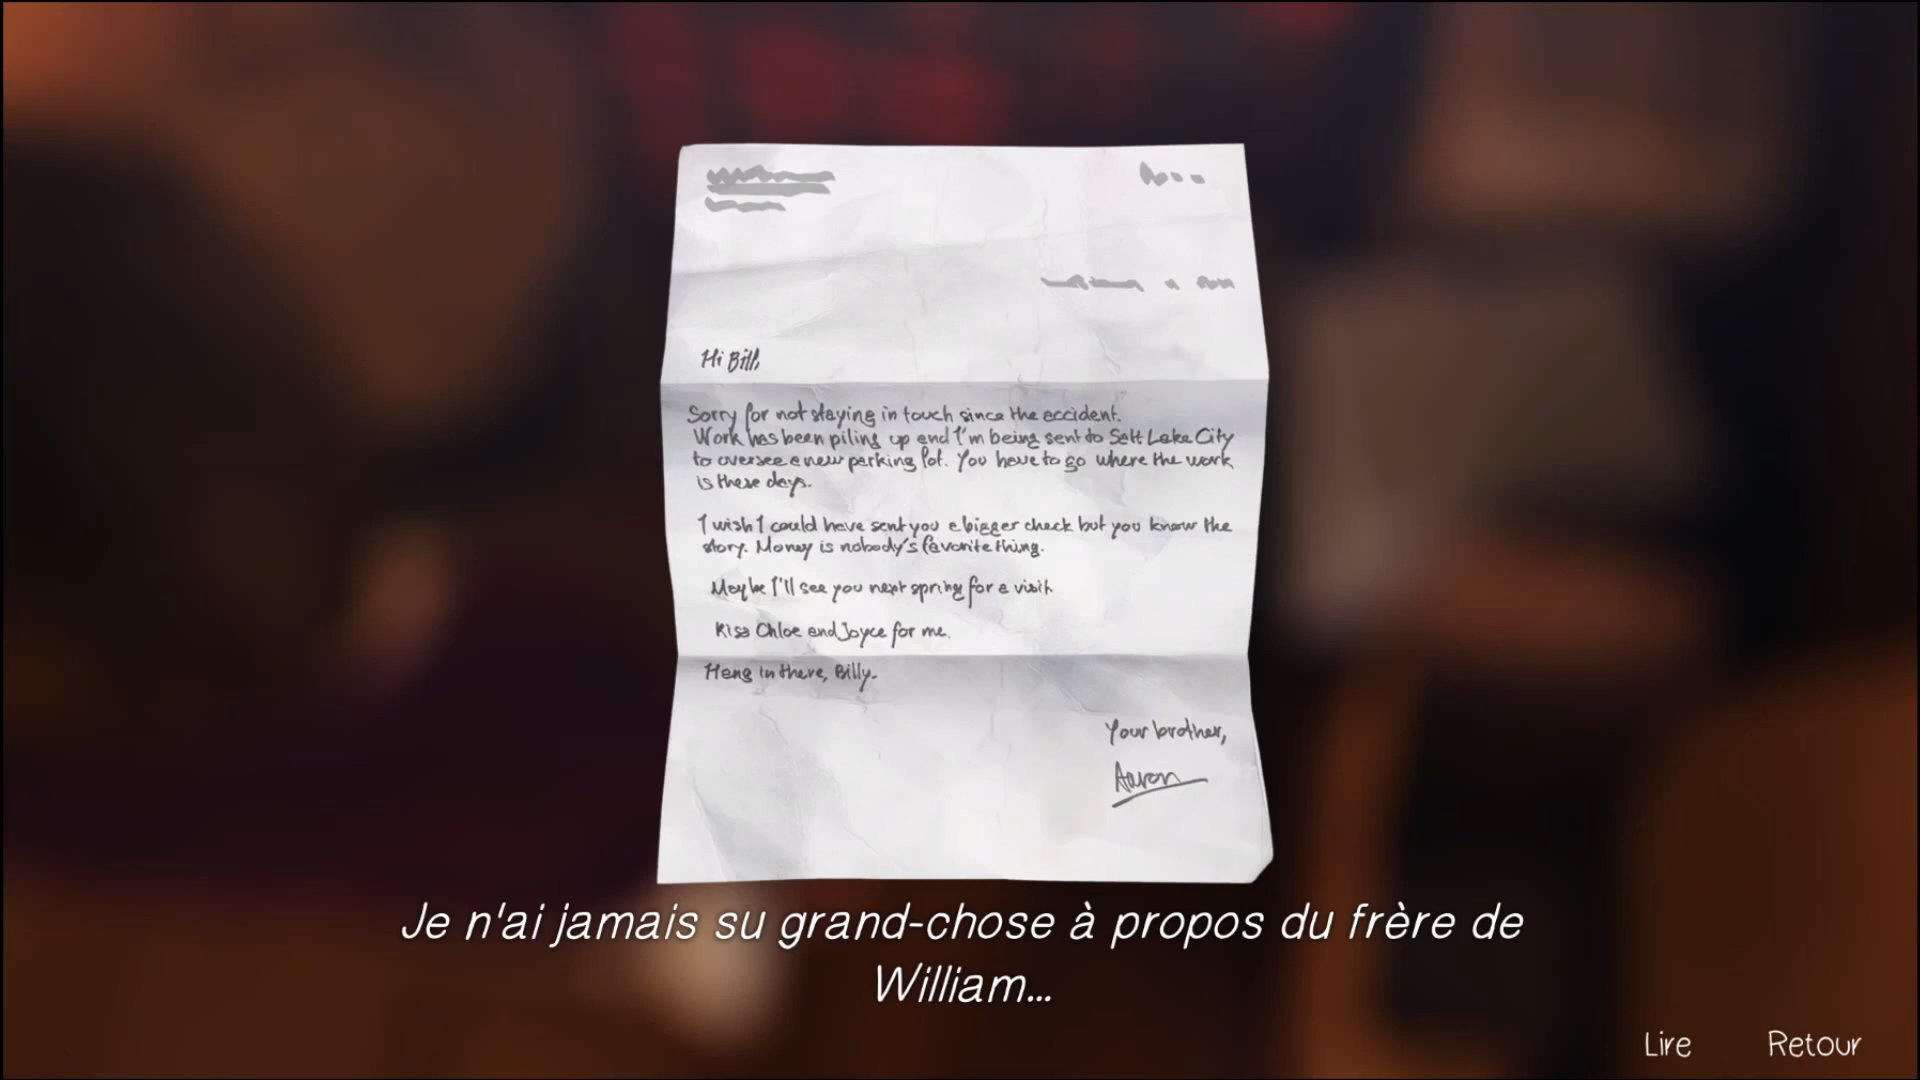 Hi Bill,
Sorry for not staying in touch since the accident.
Work has been piling up and I'm being sent to Salt Lake City
to oversee a new parking lot. You have to go where the work
is these days.
I wish I could have sent you a bigger check but you know the
story. Money is nobody's favorite thing.
Maybe I'll see you next spring for a visit.
Kiss Chloe and Joyce for me.
Hang in there, Billy.
Your brother,
Aaron
Je n'ai jamais su grand-chose à propos du frère de
William...
Lire Retour